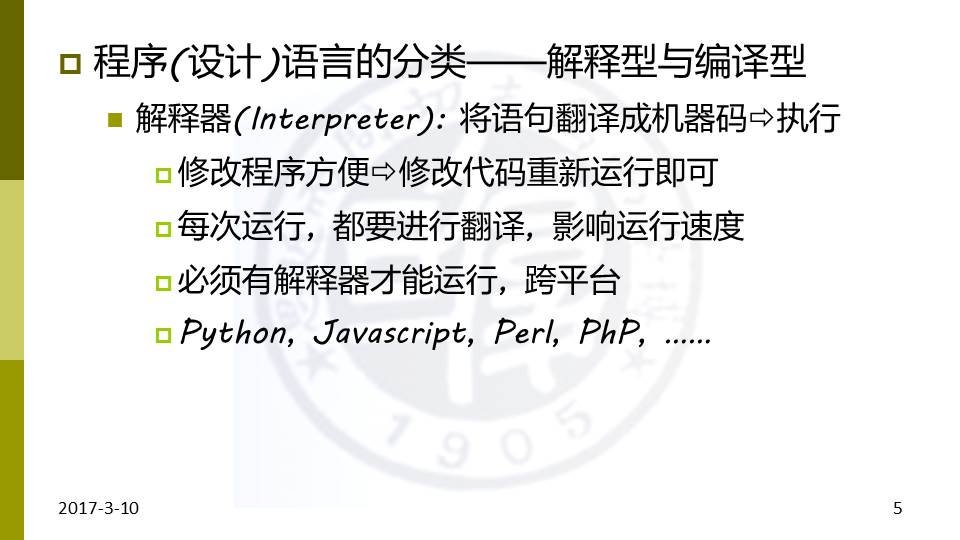 程序(设计)语言的分类——解释型与编译型
解释器(Interpreter): 将语句翻译成机器码⇨执行
修改程序方便⇨修改代码重新运行即可
每次运行，都要进行翻译，影响运行速度
必须有解释器才能运行，跨平台
Python, Javascript, Perl, PhP, ……
1905
2017-3-10
5